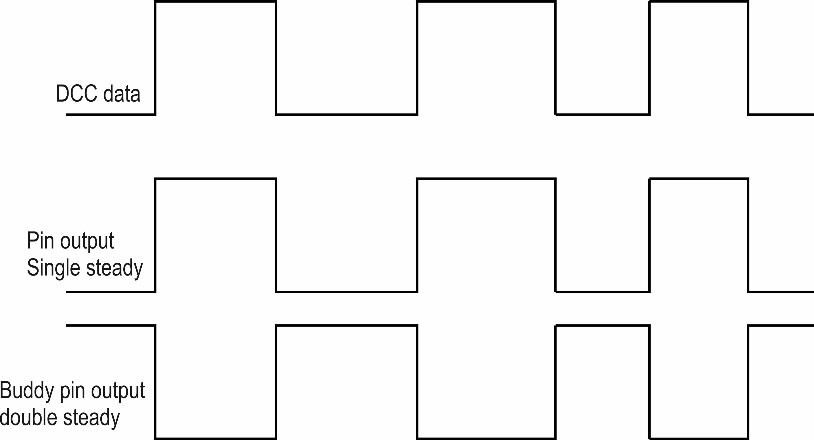 DCC data
Pin output
Single steady
Buddy pin output
double steady